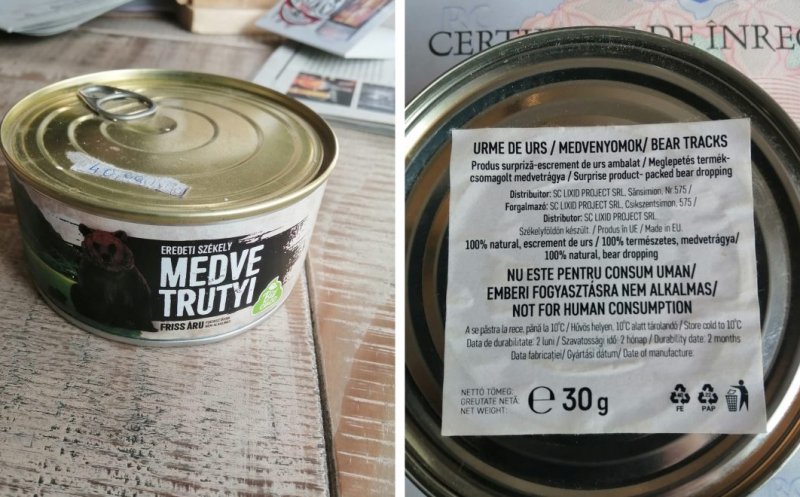 40
EREDETI SZÉKELY
MEDVE
TRUTYI
FRISS ÁRU
CERTI DE ÎNREG
URME DE URS / MEDVENYOMOK/ BEAR TRACKS
Produs surpriză-escrement de urs ambalat / Meglepetés termék-
csomagolt medvetrágya / Surprise product- packed bear dropping
Distribuitor: SC LIXID PROJECT SRL, Sânsimion, Nr.575 /
Forgalmazó: SC LIXID PROJECT SRL, Csíkszentsimon, 575 /
Distributor: SC LIXID PROJECT SRL.
Székelyföldön készült. / Produs în UE / Made in EU.
100% natural, escrement de urs / 100% természetes, medvetrágya/
100% natural, bear dropping
NU ESTE PENTRU CONSUM UMAN/
EMBERI FOGYASZTÁSRA NEM ALKALMAS/
NOT FOR HUMAN CONSUMPTION
A se păstra la rece, până la 10°C / Hűvös helyen, 10°C alatt tárolandó / Store cold to 10°C
Data de durabilitate: 2 luni / Szavatossági idő: 2 hónap / Durability date: 2 months
Data fabricației/ Gyártási dátum/ Date of manufacture:
NETTÓ TÖMEG:
GREUTATE NETĂ:
NET WEIGHT:
℮ 30 g
FE
PAP